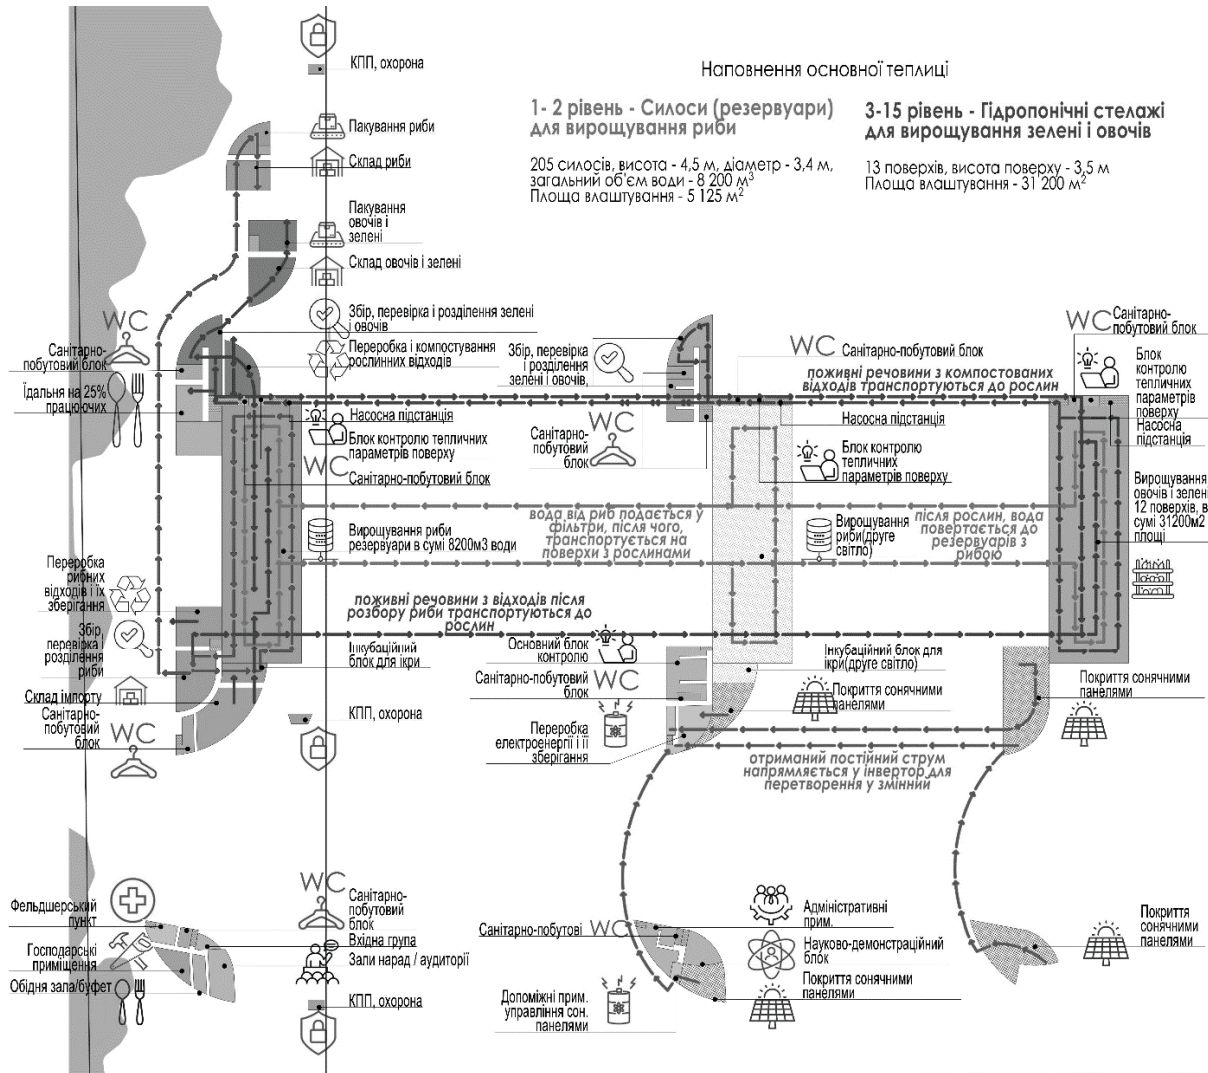 КПП, охорона
Наповнення основної теплиці
1- 2 рівень - Силоси (резервуари)
для вирощування риби
3-15 рівень - Гідропонічні стелажі
для вирощування зелені і овочів
205 силосів, висота - 4,5 м, діаметр - 3,4 м,
загальний об'єм води - 8 200 м³
Площа влаштування - 5 125 м²
13 поверхів, висота поверху - 3,5 м
Площа влаштування - 31 200 м²
Пакування риби
Склад риби
Пакування
овочів і
зелені
Склад овочів і зелені
Збір, перевірка і розділення зелені
і овочів
Переробка і компостування
рослинних відходів
WC
Санітарно-
побутовий блок
Їдальня на 25%
працюючих
Насосна підстанція
Блок контролю тепличних
параметрів поверху
WC
Санітарно-побутовий блок
Збір, перевірка
і розділення
зелені і овочів,
WC Санітарно-побутовий блок
поживні речовини з компостованих
відходів транспортуються до рослин
Насосна підстанція
Санітарно-
побутовий
блок
Блок контролю
тепличних
параметрів поверху
WC Санітарно-
побутовий блок
Блок
контролю
тепличних
параметрів
поверху
Насосна
підстанція
Вирощування
овочів і зелені
12 поверхів, в
сумі 31200м2
площі
вода від риб подається у
фільтри, після чого,
транспортується на
поверхи з рослинами
Вирощування риби
резервуари в сумі 8200м3 води
Вирощування
риби(друге
світло)
після рослин, вода
повертається до
резервуарів з
рибою
Переробка
рибних
відходів і їх
зберігання
поживні речовини з відходів після
розбору риби транспортуються до
рослин
Збір,
перевірка і
розділення
риби
Інкубаційний
блок для ікри
Склад імпорту
Санітарно-
побутовий
блок
WC
КПП, охорона
Основний блок
контролю
Санітарно-побутовий
блок
WC
Переробка
електроенергії і її
зберігання
Інкубаційний блок для
ікри(друге світло)
Покриття сонячними
панелями
Покриття сонячними
панелями
отриманий постійний струм
напрямляється у інвертор для
перетворення у змінний
Фельдшерський
пункт
Господарські
приміщення
Обідня зала/буфет
WC
Санітарно-
побутовий
блок
Вхідна група
Зали нарад / аудиторії
КПП, охорона
Санітарно-побутові WC
Допоміжні прим.
управління сон.
панелями
Адміністративні
прим.
Науково-демонстраційний
блок
Покриття сонячними
панелями
Покриття
сонячними
панелями